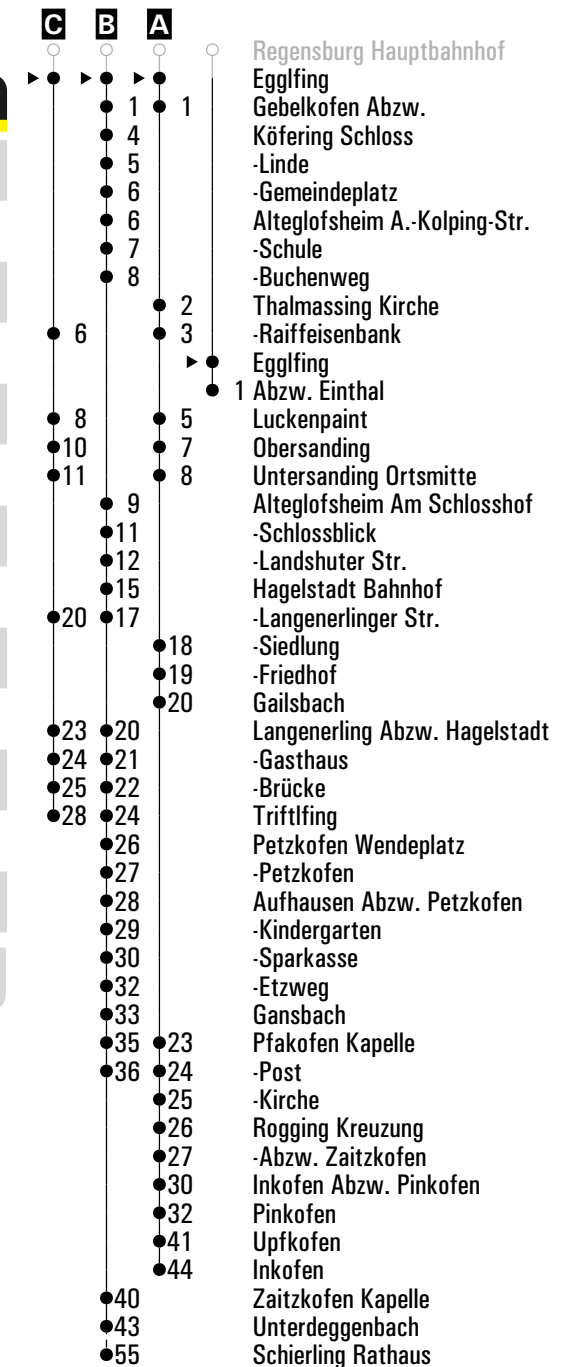 C B A
Regensburg Hauptbahnhof
Egglfing
1 1 Gebelkofen Abzw.
4 Köfering Schloss
5 -Linde
6 -Gemeindeplatz
6 Alteglofsheim A.-Kolping-Str.
7 -Schule
8 -Buchenweg
2 Thalmassing Kirche
6 3 -Raiffeisenbank
Egglfing
1 Abzw. Einthal
8 5 Luckenpaint
10 7 Obersanding
11 8 Untersanding Ortsmitte
9 Alteglofsheim Am Schlosshof
11 -Schlossblick
12 -Landshuter Str.
15 Hagelstadt Bahnhof
20 17 -Langenerlinger Str.
18 -Siedlung
19 -Friedhof
20 Gailsbach
23 20 Langenerling Abzw. Hagelstadt
24 21 -Gasthaus
25 22 -Brücke
28 24 Triftlfing
26 Petzkofen Wendeplatz
27 -Petzkofen
28 Aufhausen Abzw. Petzkofen
29 -Kindergarten
30 -Sparkasse
32 -Etzweg
33 Gansbach
35 23 Pfakofen Kapelle
36 24 -Post
25 -Kirche
26 Rogging Kreuzung
27 -Abzw. Zaitzkofen
30 Inkofen Abzw. Pinkofen
32 Pinkofen
41 Upfkofen
44 Inkofen
40 Zaitzkofen Kapelle
43 Unterdeggenbach
55 Schierling Rathaus